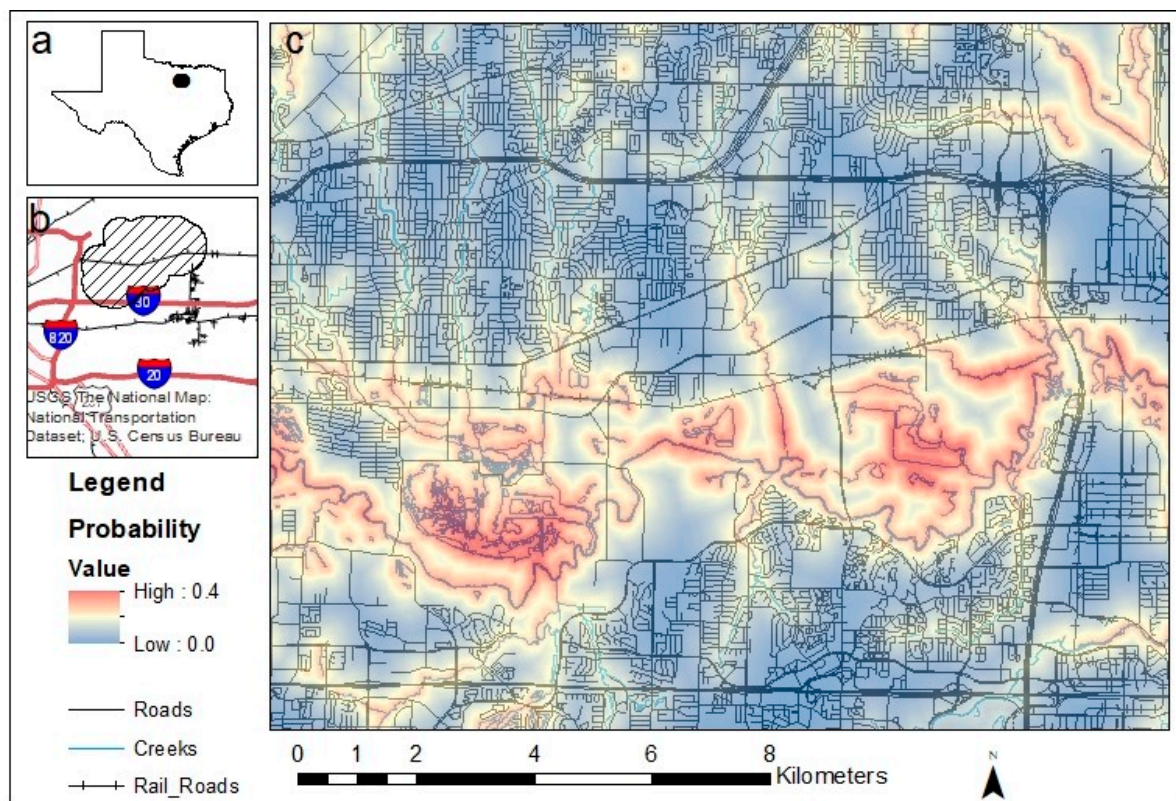 a
b
c
30
820
20
USGS The National Map:
National Transportation
Dataset; U.S. Census Bureau
Legend
Probability
Value
High : 0.4
Low : 0.0
Roads
Creeks
Rail_Roads
0 1 2 4 6 8
Kilometers
N